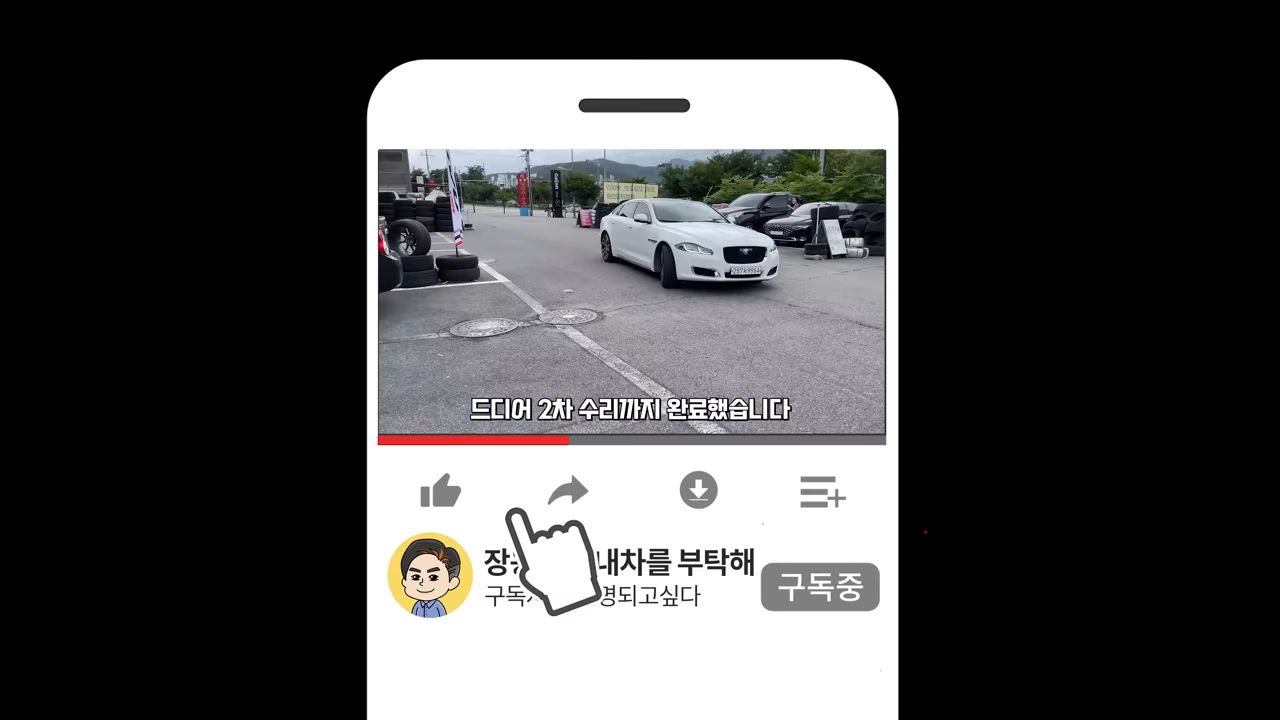 드디어 2차 수리까지 완료했습니다
내차를 부탁해
구독
명되고싶다
구독중